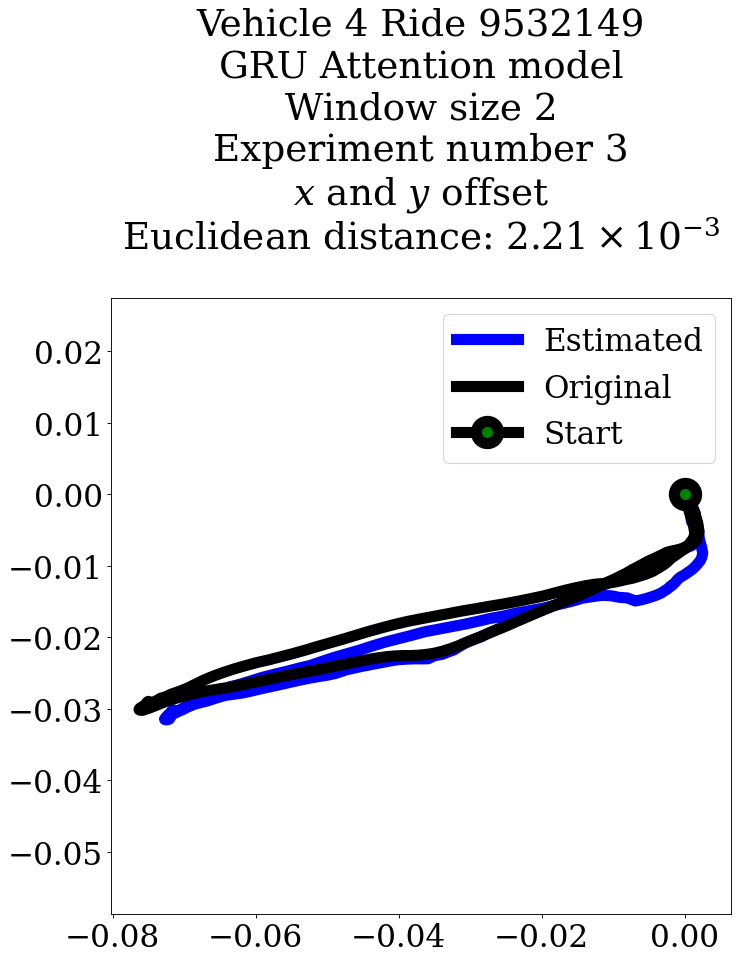 Vehicle 4 Ride 9532149
GRU Attention model
Window size 2
Experiment number 3
x and y offset
Euclidean distance: 2.21 × 10⁻³
Estimated
Original
Start
0.02
0.01
0.00
−0.01
−0.02
−0.03
−0.04
−0.05
−0.08 −0.06 −0.04 −0.02 0.00